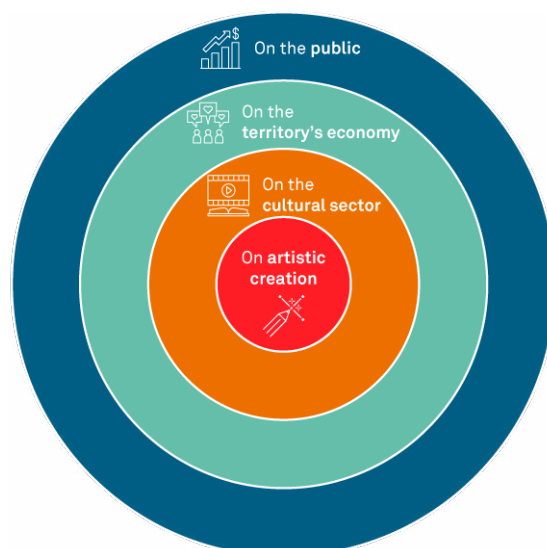 On the public
On the
territory's economy
On the
cultural sector
On artistic
creation